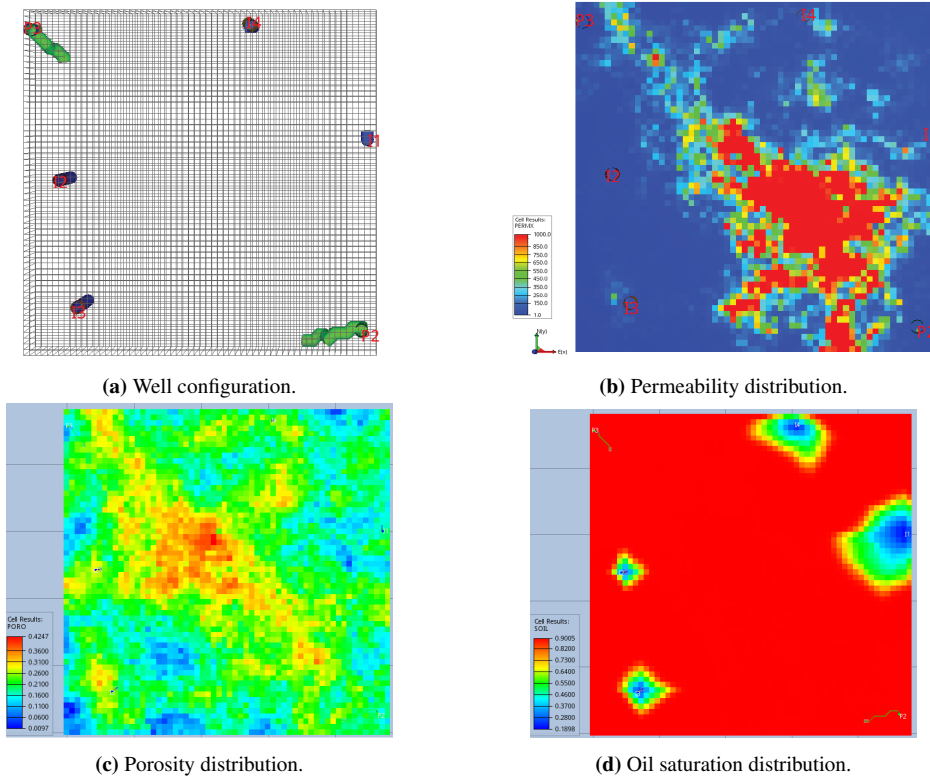 P3
I4
I1
I2
I3
P2
(a) Well configuration.
P3
I4
Cell Results:
PERMX
1000.0
850.0
750.0
650.0
550.0
450.0
350.0
250.0
150.0
1.0
N(y)
E(x)
(b) Permeability distribution.
Cell Results:
PORO
0.4247
0.3600
0.3100
0.2600
0.2100
0.1600
0.1100
0.0600
0.0097
P2
(c) Porosity distribution.
P3
I1
P2
Cell Results:
SOIL
0.9005
0.8200
0.7300
0.6400
0.5500
0.4600
0.3700
0.2800
0.1898
(d) Oil saturation distribution.